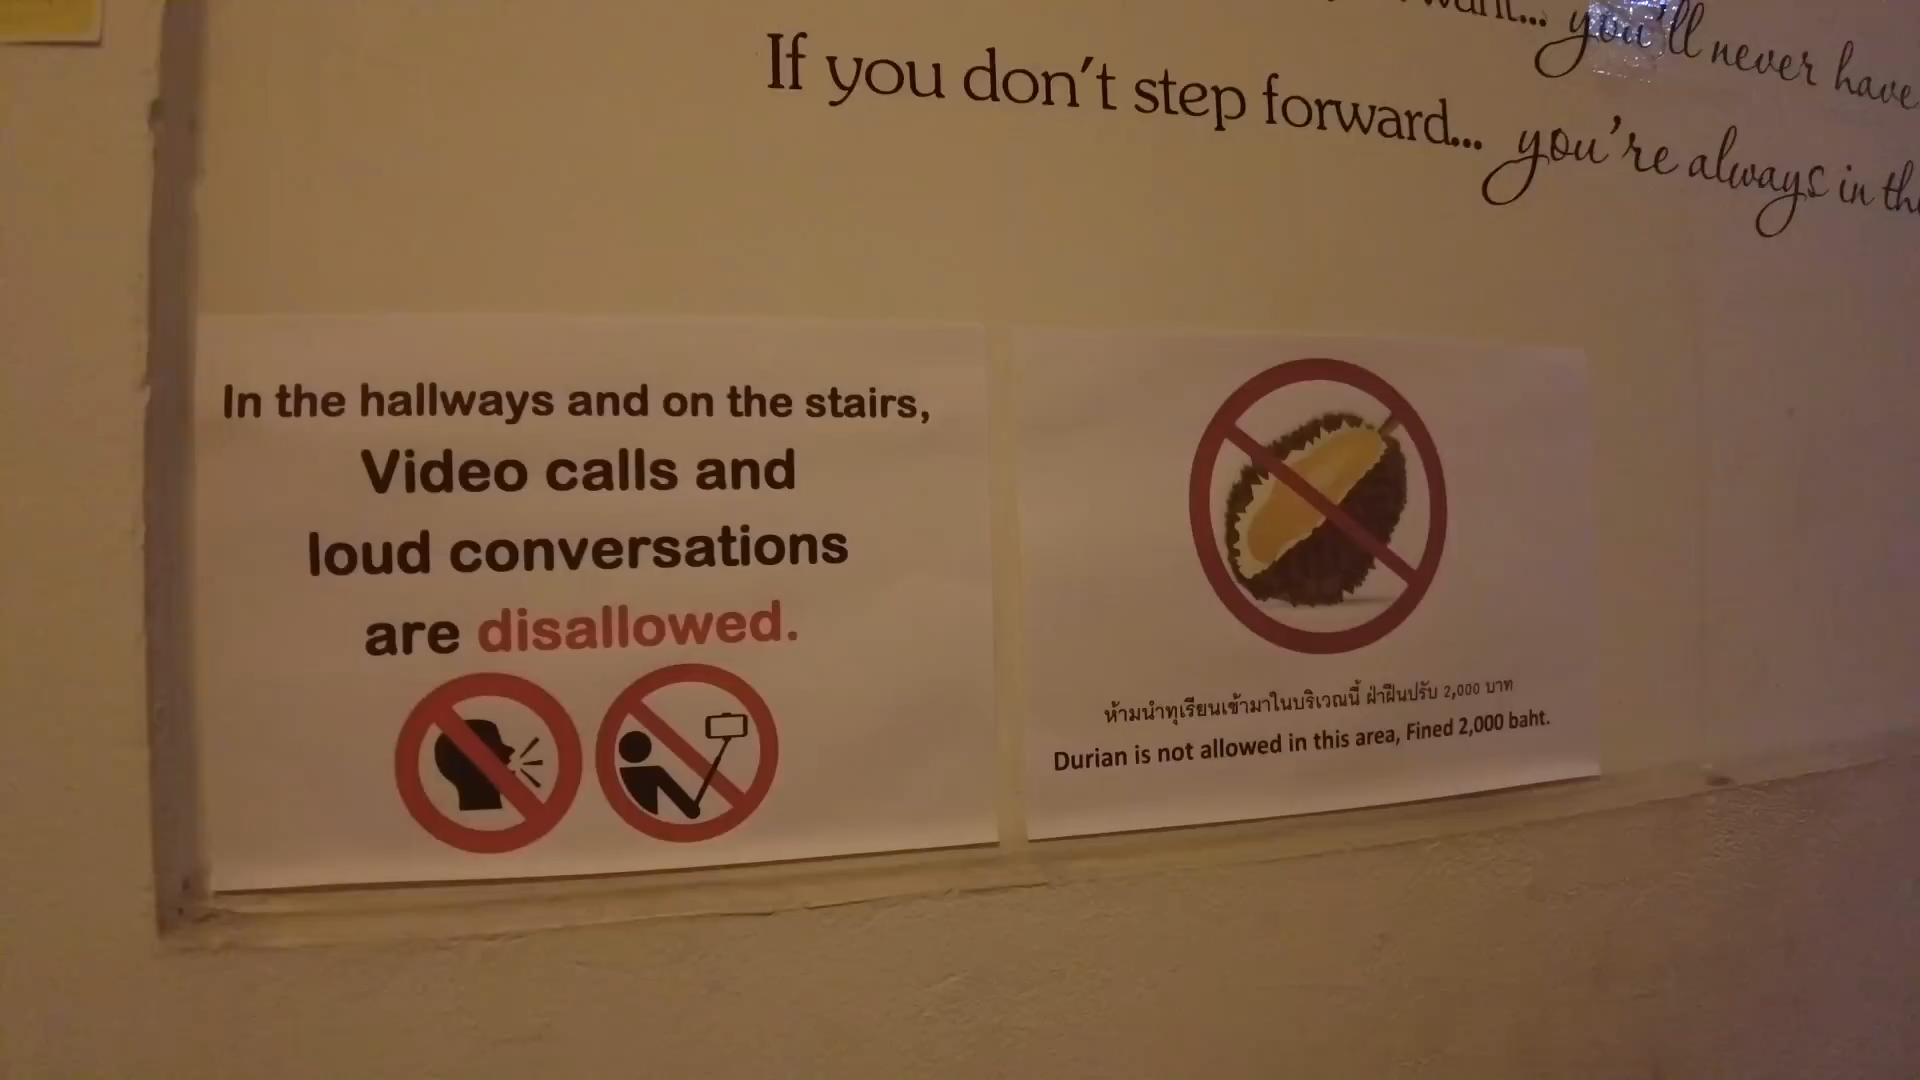 you'll never have
If you don't step forward... you're always in
In the hallways and on the stairs,
Video calls and
loud conversations
are disallowed.
ห้ามนำทุเรียนเข้ามาในบริเวณนี้ ฝ่าฝืนปรับ 2,000 บาท
Durian is not allowed in this area, Fined 2,000 baht.